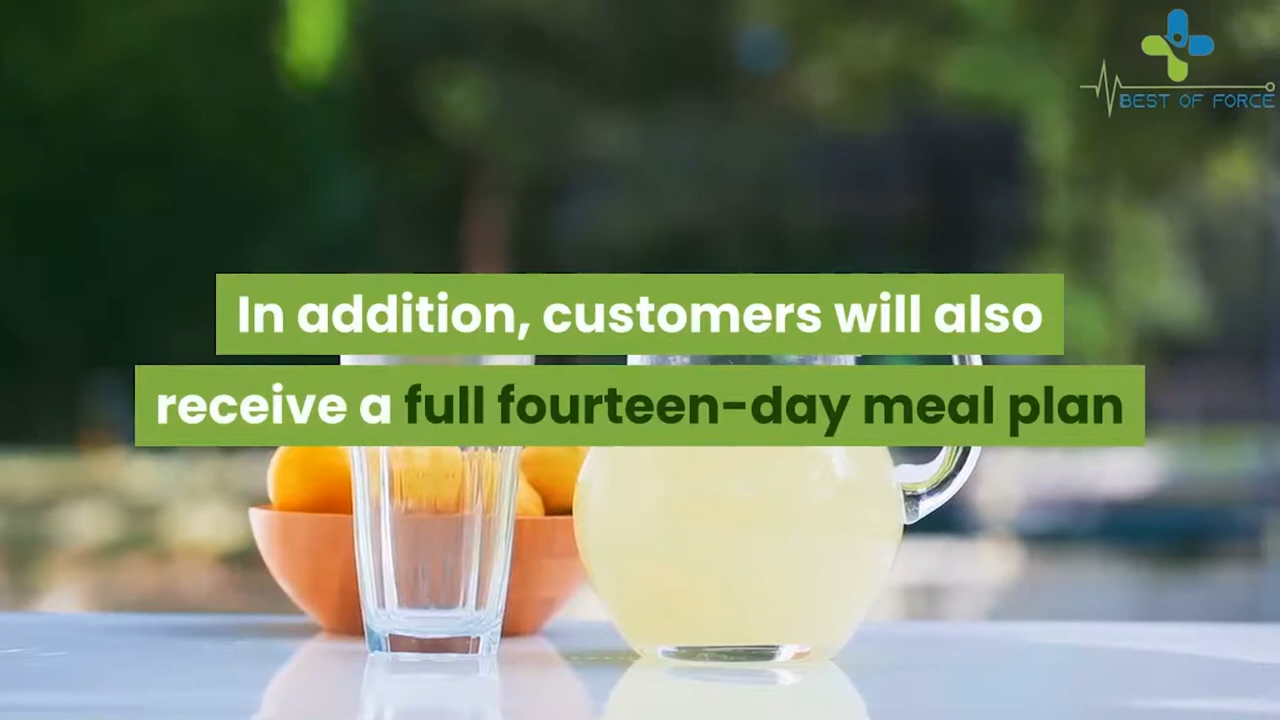 BEST OF FORCE
In addition, customers will also
receive a full fourteen-day meal plan